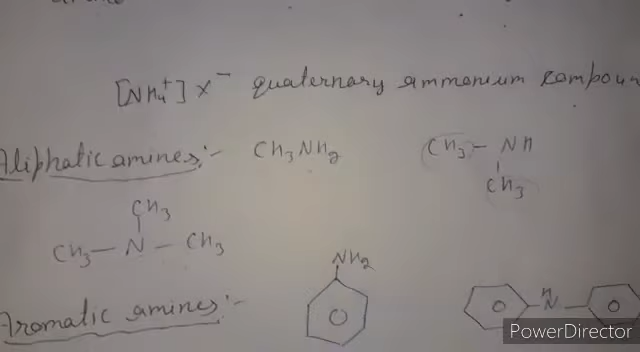 [NH4+] X- quaternary ammonium compoun
Aliphatic amines:- CH3NH2 CH3- NH
CH3
CH3
CH3- N - CH3
NH2
Aromatic amines:- H
N
PowerDirector